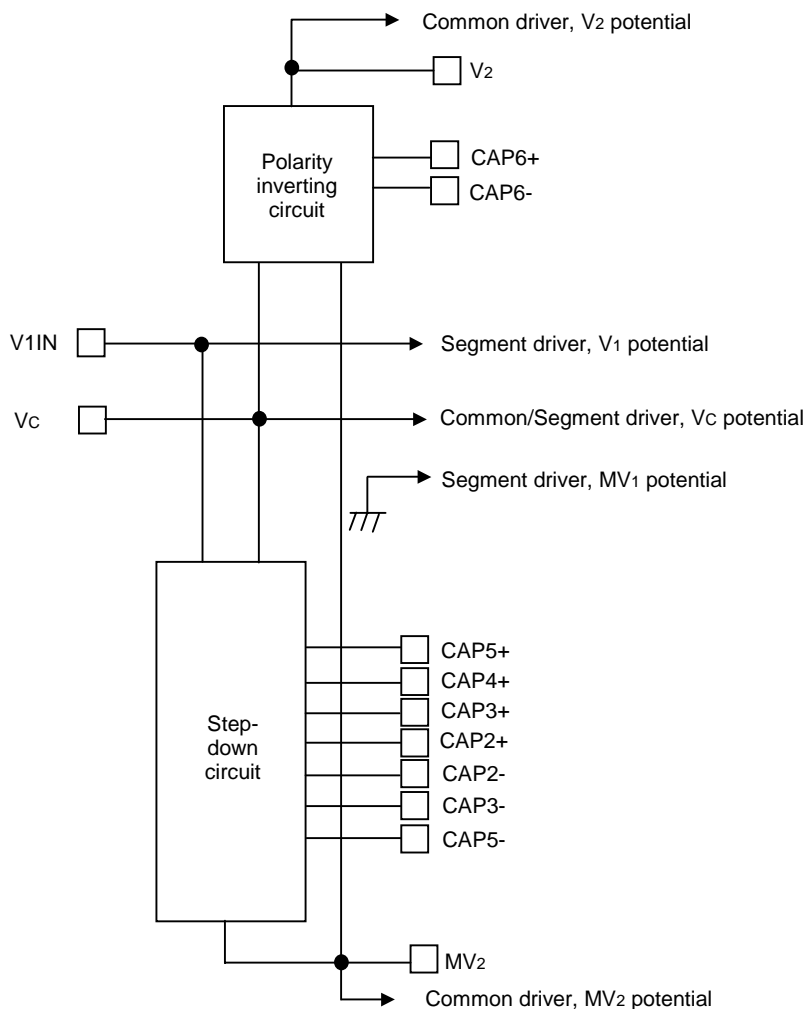 Common driver, V2 potential
V2
Polarity
inverting
circuit
CAP6+
CAP6-
V1IN
Segment driver, V1 potential
VC
Common/Segment driver, VC potential
Segment driver, MV1 potential
CAP5+
CAP4+
CAP3+
CAP2+
CAP2-
CAP3-
CAP5-
Step-
down
circuit
MV2
Common driver, MV2 potential